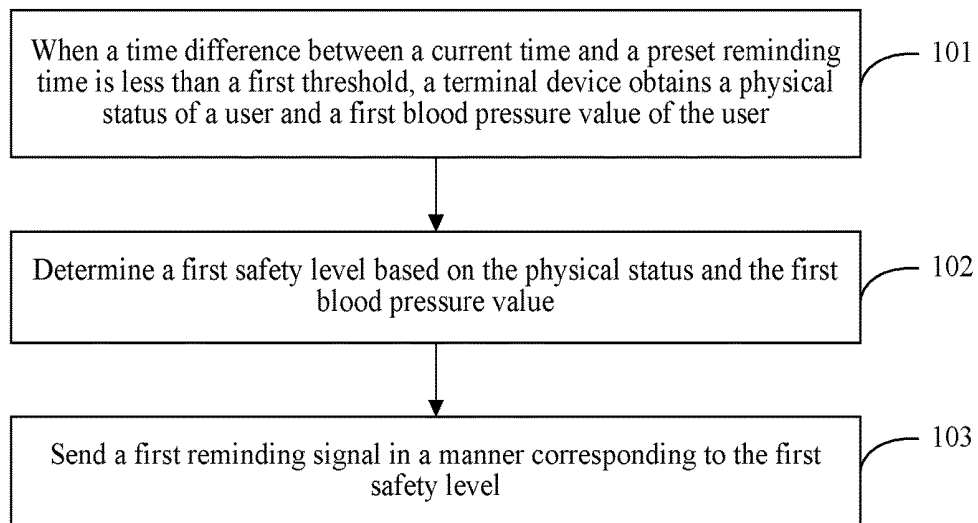 When a time difference between a current time and a preset reminding
time is less than a first threshold, a terminal device obtains a physical
status of a user and a first blood pressure value of the user
101
Determine a first safety level based on the physical status and the first
blood pressure value
102
Send a first reminding signal in a manner corresponding to the first
safety level
103